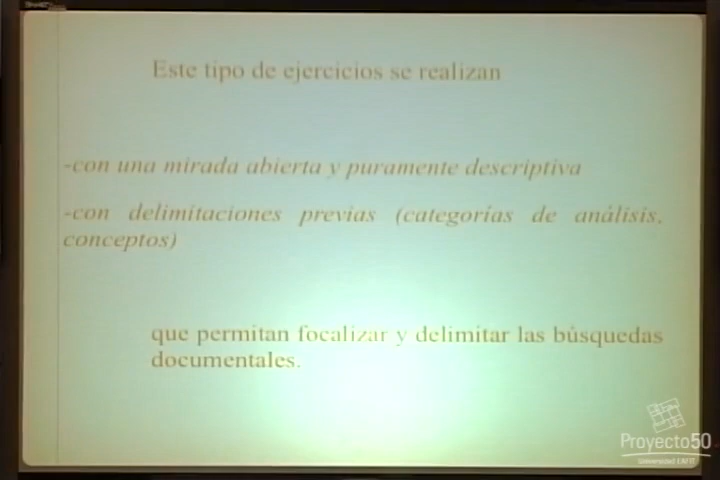 Este tipo de ejercicios se realizan
-con una mirada abierta y puramente descriptiva
-con delimitaciones previas (categorías de análisis,
conceptos)
que permitan focalizar y delimitar las búsquedas
documentales.
Proyecto50
Universidad EAFIT